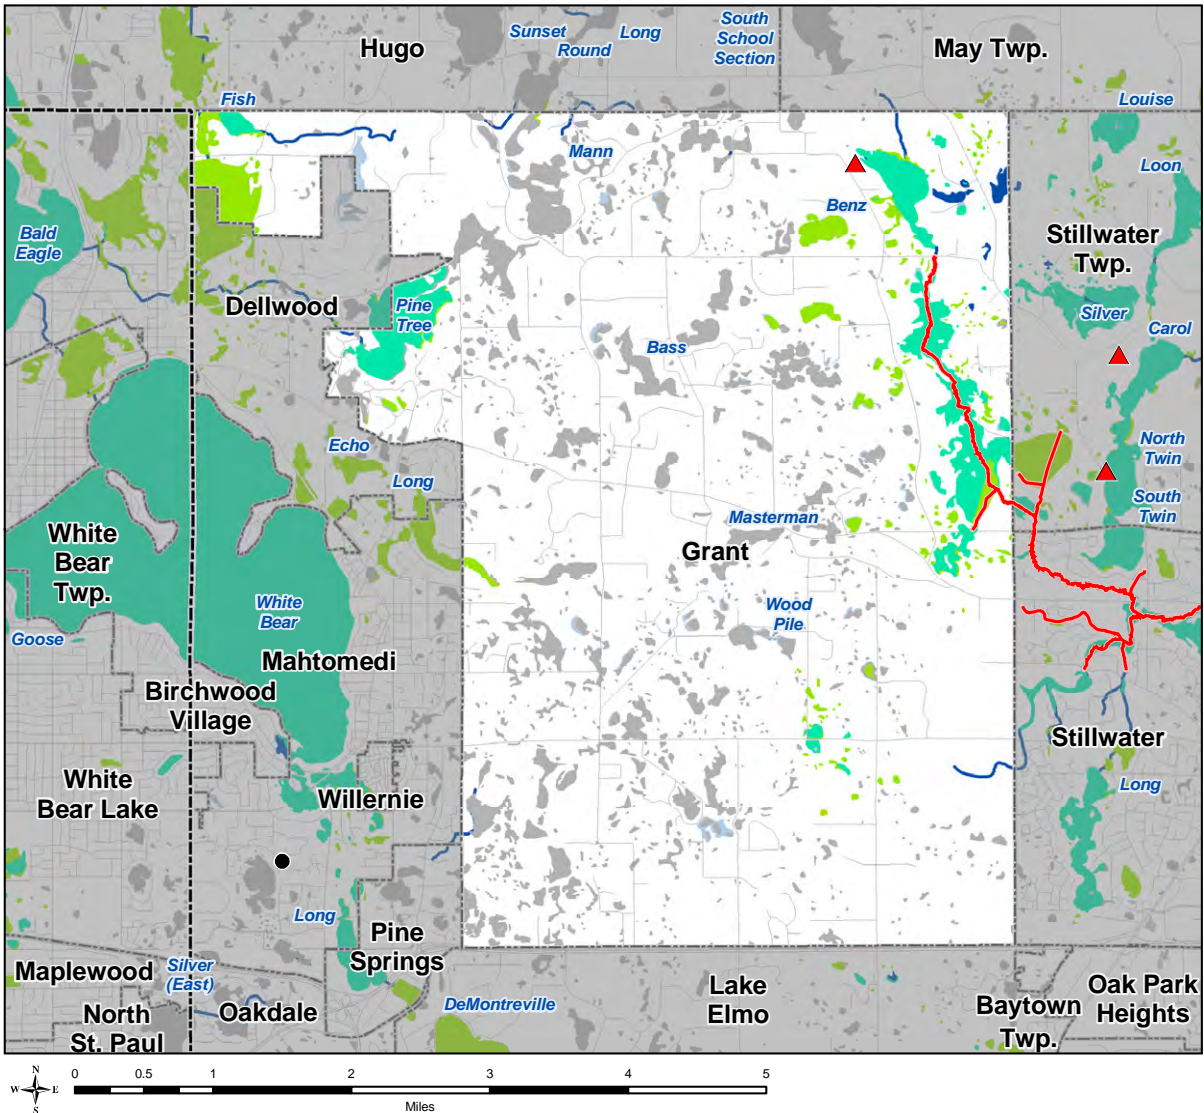 Hugo
Sunset
Round
Long
South
School
Section
May Twp.
Fish
Louise
Mann
Loon
Benz
Bald
Eagle
Stillwater
Twp.
Dellwood
Pine
Tree
Silver
Carol
Bass
Echo
Long
North
Twin
South
Twin
White
Bear
Twp.
Masterman
Grant
White
Bear
Wood
Pile
Goose
Mahtomedi
Birchwood
Village
Stillwater
White
Bear Lake
Willernie
Long
Long
Pine
Springs
Maplewood
Silver
(East)
North
St. Paul
Oakdale
DeMontreville
Lake
Elmo
Baytown
Twp.
Oak Park
Heights
N
W E
S
0 0.5 1 2 3 4 5
Miles